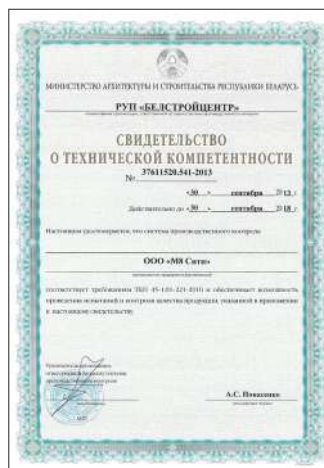 МИНИСТЕРСТВО АРХИТЕКТУРЫ И СТРОИТЕЛЬСТВА РЕСПУБЛИКИ БЕЛАРУСЬ
РУП «БЕЛСТРОЙЦЕНТР»
СВИДЕТЕЛЬСТВО
О ТЕХНИЧЕСКОЙ КОМПЕТЕНТНОСТИ
№ 37611520.541-2013
«30» сентября 2013 г.
Действительно до «30» сентября 2018 г.
Настоящим удостоверяется, что система производственного контроля
ООО «М8 Сити»
соответствует требованиям ТКП 45-1.01-221-2010 и обеспечивает возможность
проведения испытаний и контроля качества продукции, указанной в приложении
к настоящему свидетельству